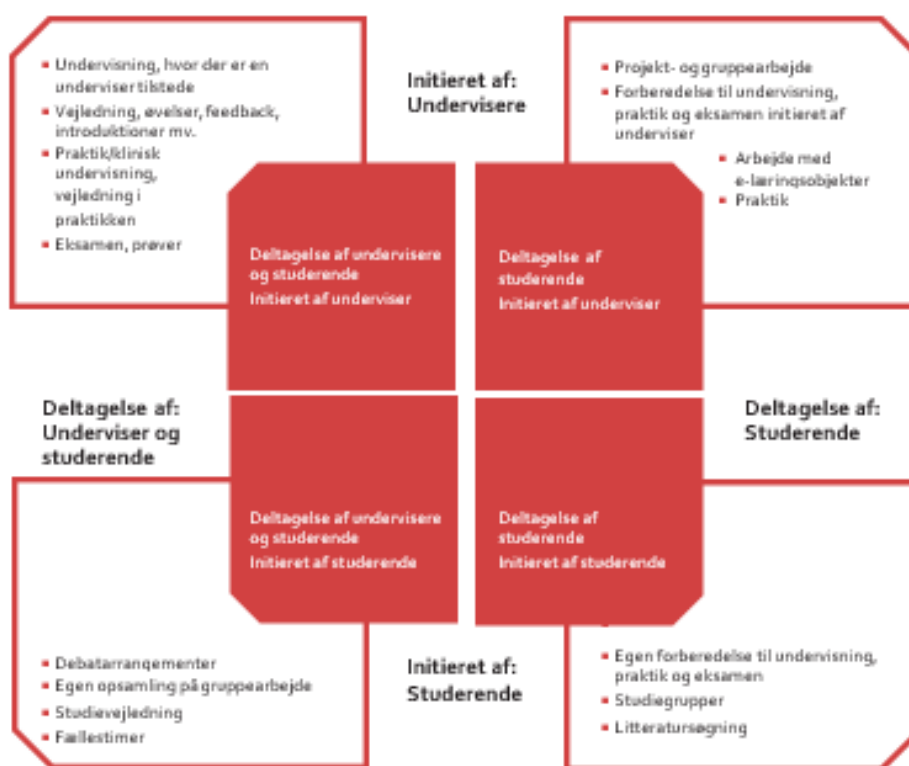 Undervisning, hvor der er en
underviser tilstede
Vejledning, øvelser, feedback,
introduktioner mv.
Praktik/klinisk
undervisning,
vejledning i
praktikken
Eksamen, prøver
Initieret af:
Undervisere
Projekt- og gruppearbejde
Forberedelse til undervisning,
praktik og eksamen initieret af
underviser
Arbejde med
e-læringsobjekter
Praktik
Deltagelse af undervisere
og studerende
Initieret af underviser
Deltagelse af
studerende
Initieret af underviser
Deltagelse af:
Underviser og
studerende
Deltagelse af:
Studerende
Deltagelse af undervisere
og studerende
Initieret af studerende
Deltagelse af
studerende
Initieret af studerende
Debatarrangementer
Egen opsamling på gruppearbejde
Studievejledning
Fællestimer
Initieret af:
Studerende
Egen forberedelse til undervisning,
praktik og eksamen
Studiegrupper
Litteratursøgning